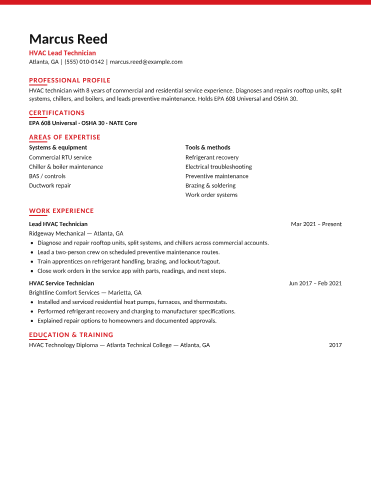 Marcus Reed
HVAC Lead Technician
Atlanta, GA | (555) 010-0142 | marcus.reed@example.com
PROFESSIONAL PROFILE
HVAC technician with 8 years of commercial and residential service experience. Diagnoses and repairs rooftop units, split
systems, chillers, and boilers, and leads preventive maintenance. Holds EPA 608 Universal and OSHA 30.
CERTIFICATIONS
EPA 608 Universal · OSHA 30 · NATE Core
AREAS OF EXPERTISE
Systems & equipment
Commercial RTU service
Chiller & boiler maintenance
BAS / controls
Ductwork repair
Tools & methods
Refrigerant recovery
Electrical troubleshooting
Preventive maintenance
Brazing & soldering
Work order systems
WORK EXPERIENCE
Lead HVAC Technician Mar 2021 – Present
Ridgeway Mechanical — Atlanta, GA
• Diagnose and repair rooftop units, split systems, and chillers across commercial accounts.
• Lead a two-person crew on scheduled preventive maintenance routes.
• Train apprentices on refrigerant handling, brazing, and lockout/tagout.
• Close work orders in the service app with parts, readings, and next steps.
HVAC Service Technician Jun 2017 – Feb 2021
Brightline Comfort Services — Marietta, GA
• Installed and serviced residential heat pumps, furnaces, and thermostats.
• Performed refrigerant recovery and charging to manufacturer specifications.
• Explained repair options to homeowners and documented approvals.
EDUCATION & TRAINING
HVAC Technology Diploma — Atlanta Technical College — Atlanta, GA 2017